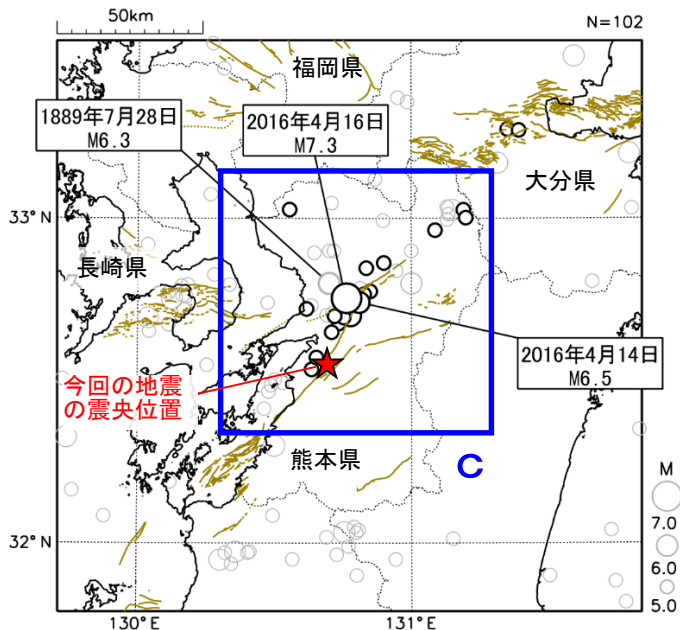 50km
N=102
福岡県
1889年7月28日
M6.3
2016年4月16日
M7.3
大分県
33°N
長崎県
2016年4月14日
M6.5
今回の地震
の震央位置
熊本県
C
M
7.0
6.0
5.0
32°N
130°E
131°E